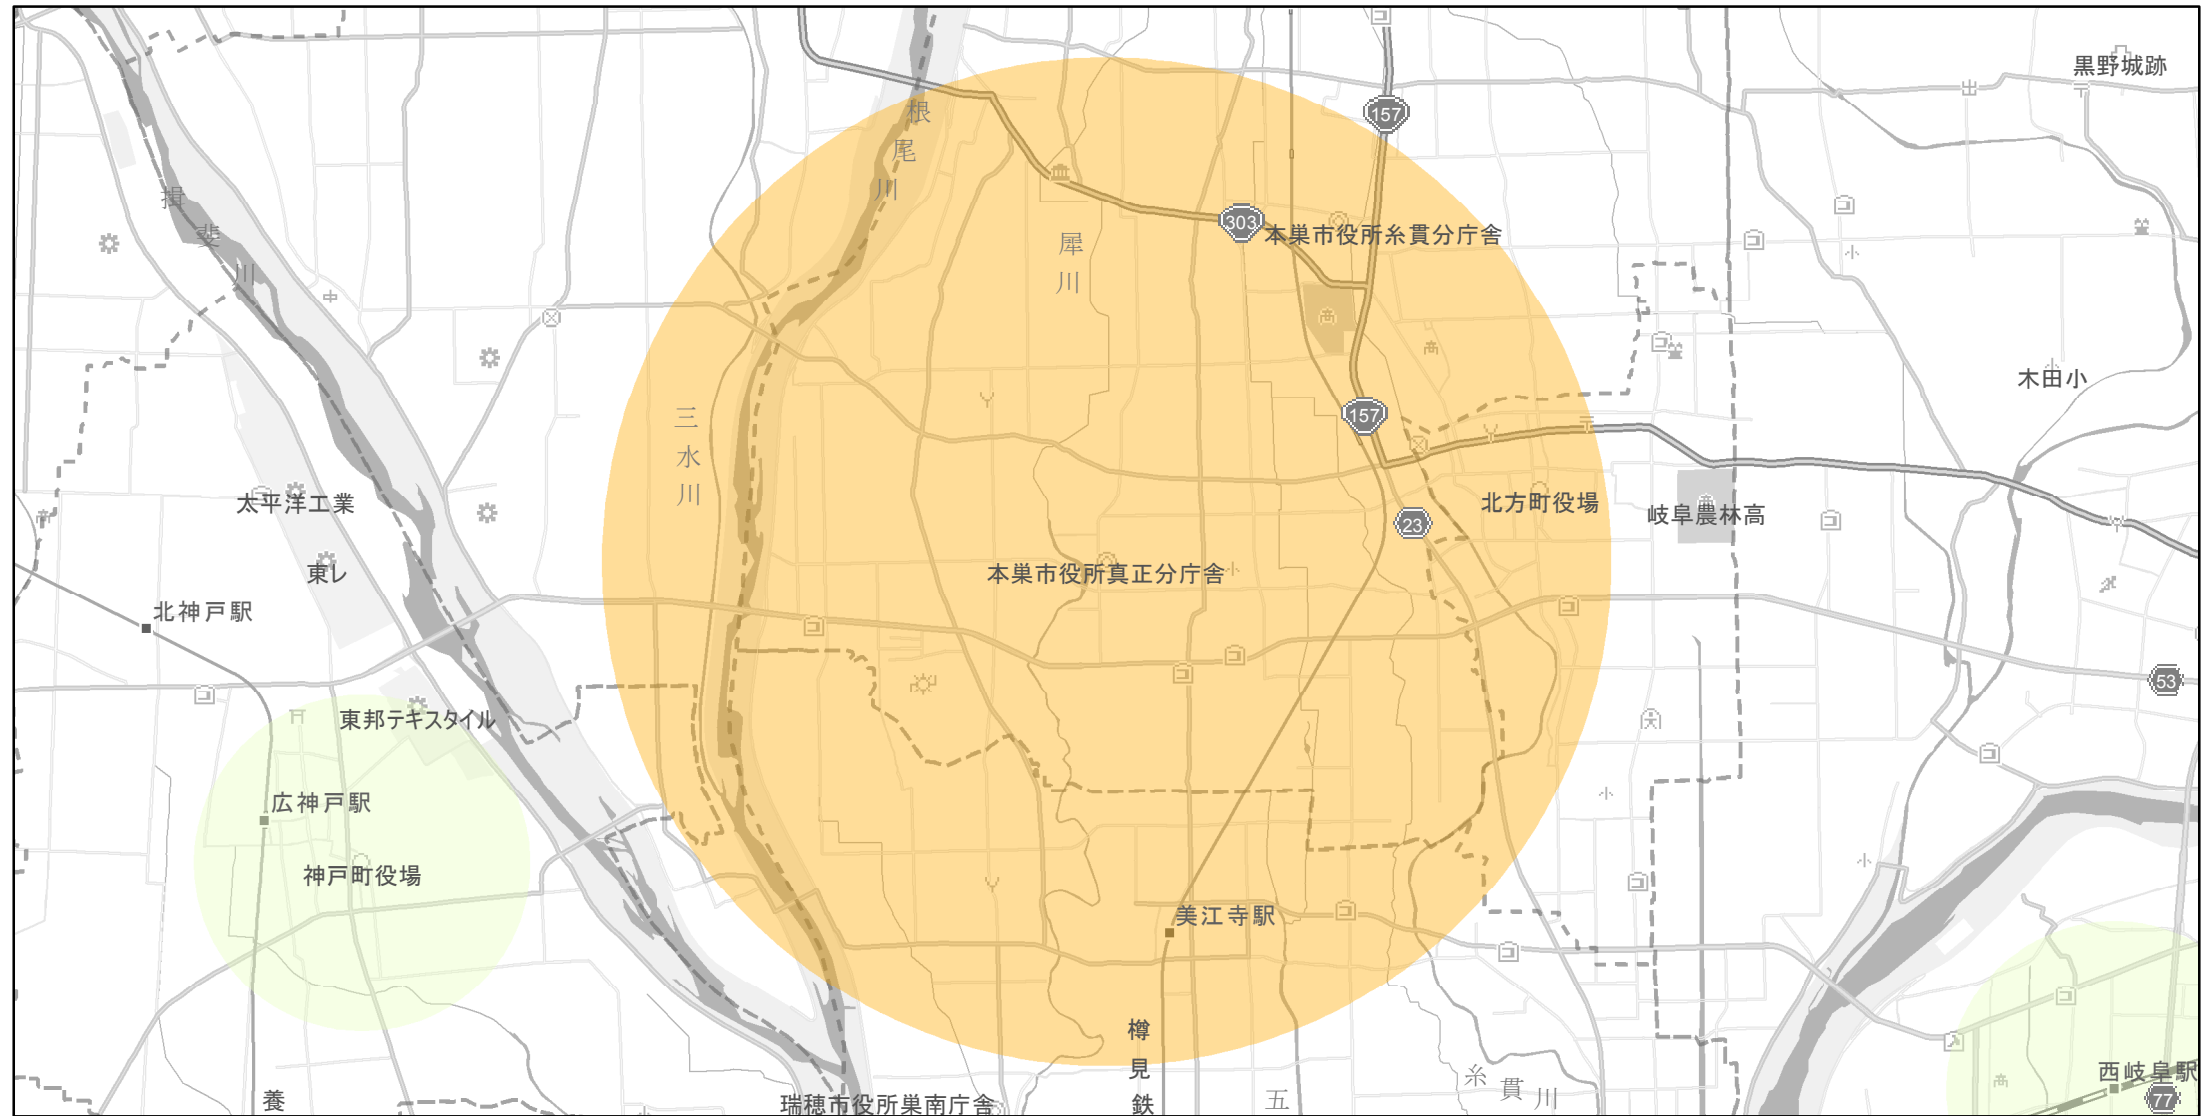 黒野城跡
157
根尾川
揖斐川
303
本巣市役所糸貫分庁舎
犀川
木田小
三水川
157
太平洋工業
北方町役場
岐阜農林高
23
東レ
本巣市役所真正分庁舎
北神戸駅
53
東邦テキスタイル
広神戸駅
神戸町役場
美江寺駅
樽見鉄
西岐阜駅
77
糸貫川
養
瑞穂市役所巣南庁舎
五